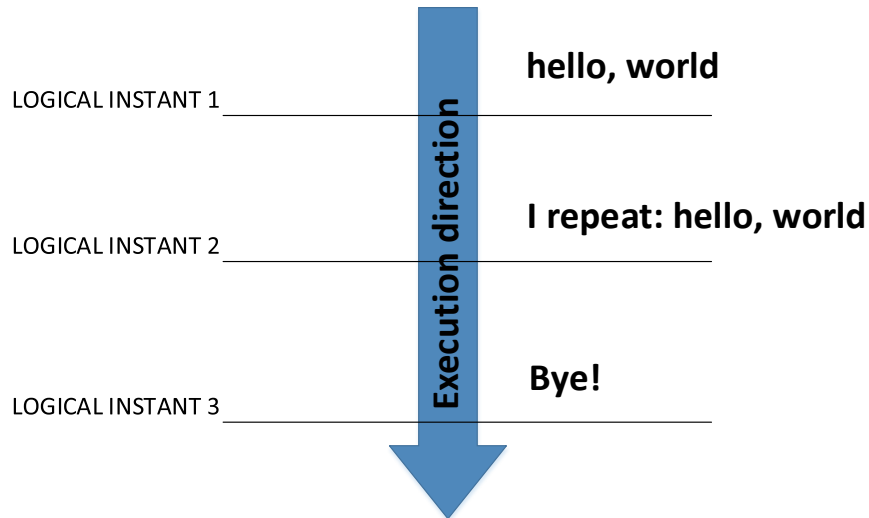 hello, world
LOGICAL INSTANT 1
Execution direction
I repeat: hello, world
LOGICAL INSTANT 2
Bye!
LOGICAL INSTANT 3